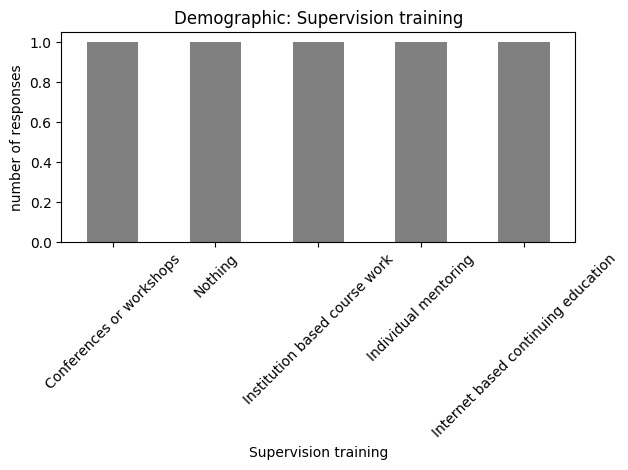 Demographic: Supervision training
number of responses
1.0
0.8
0.6
0.4
0.2
0.0
Conferences or workshops
Nothing
Institution based course work
Individual mentoring
Internet based continuing education
Supervision training